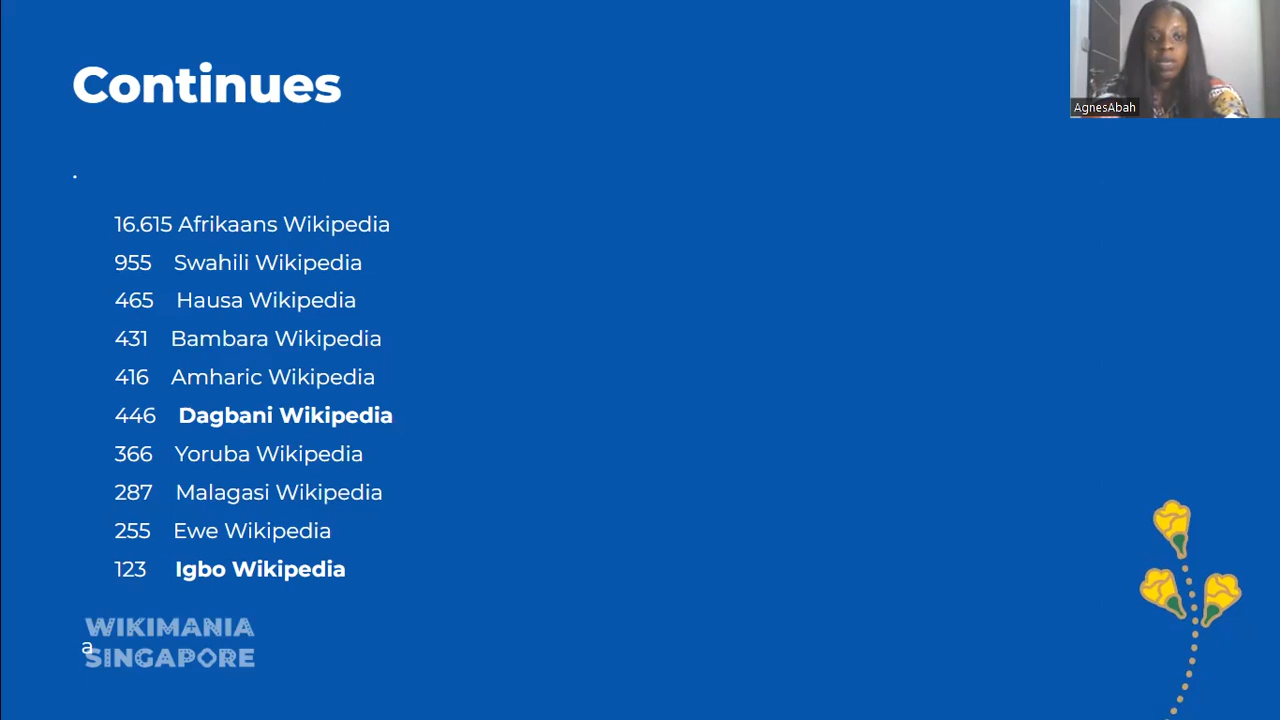 Continues
AgnesAbah
.
16.615 Afrikaans Wikipedia
955 Swahili Wikipedia
465 Hausa Wikipedia
431 Bambara Wikipedia
416 Amharic Wikipedia
446 Dagbani Wikipedia
366 Yoruba Wikipedia
287 Malagasi Wikipedia
255 Ewe Wikipedia
123 Igbo Wikipedia
WIKIMANIA
a
SINGAPORE